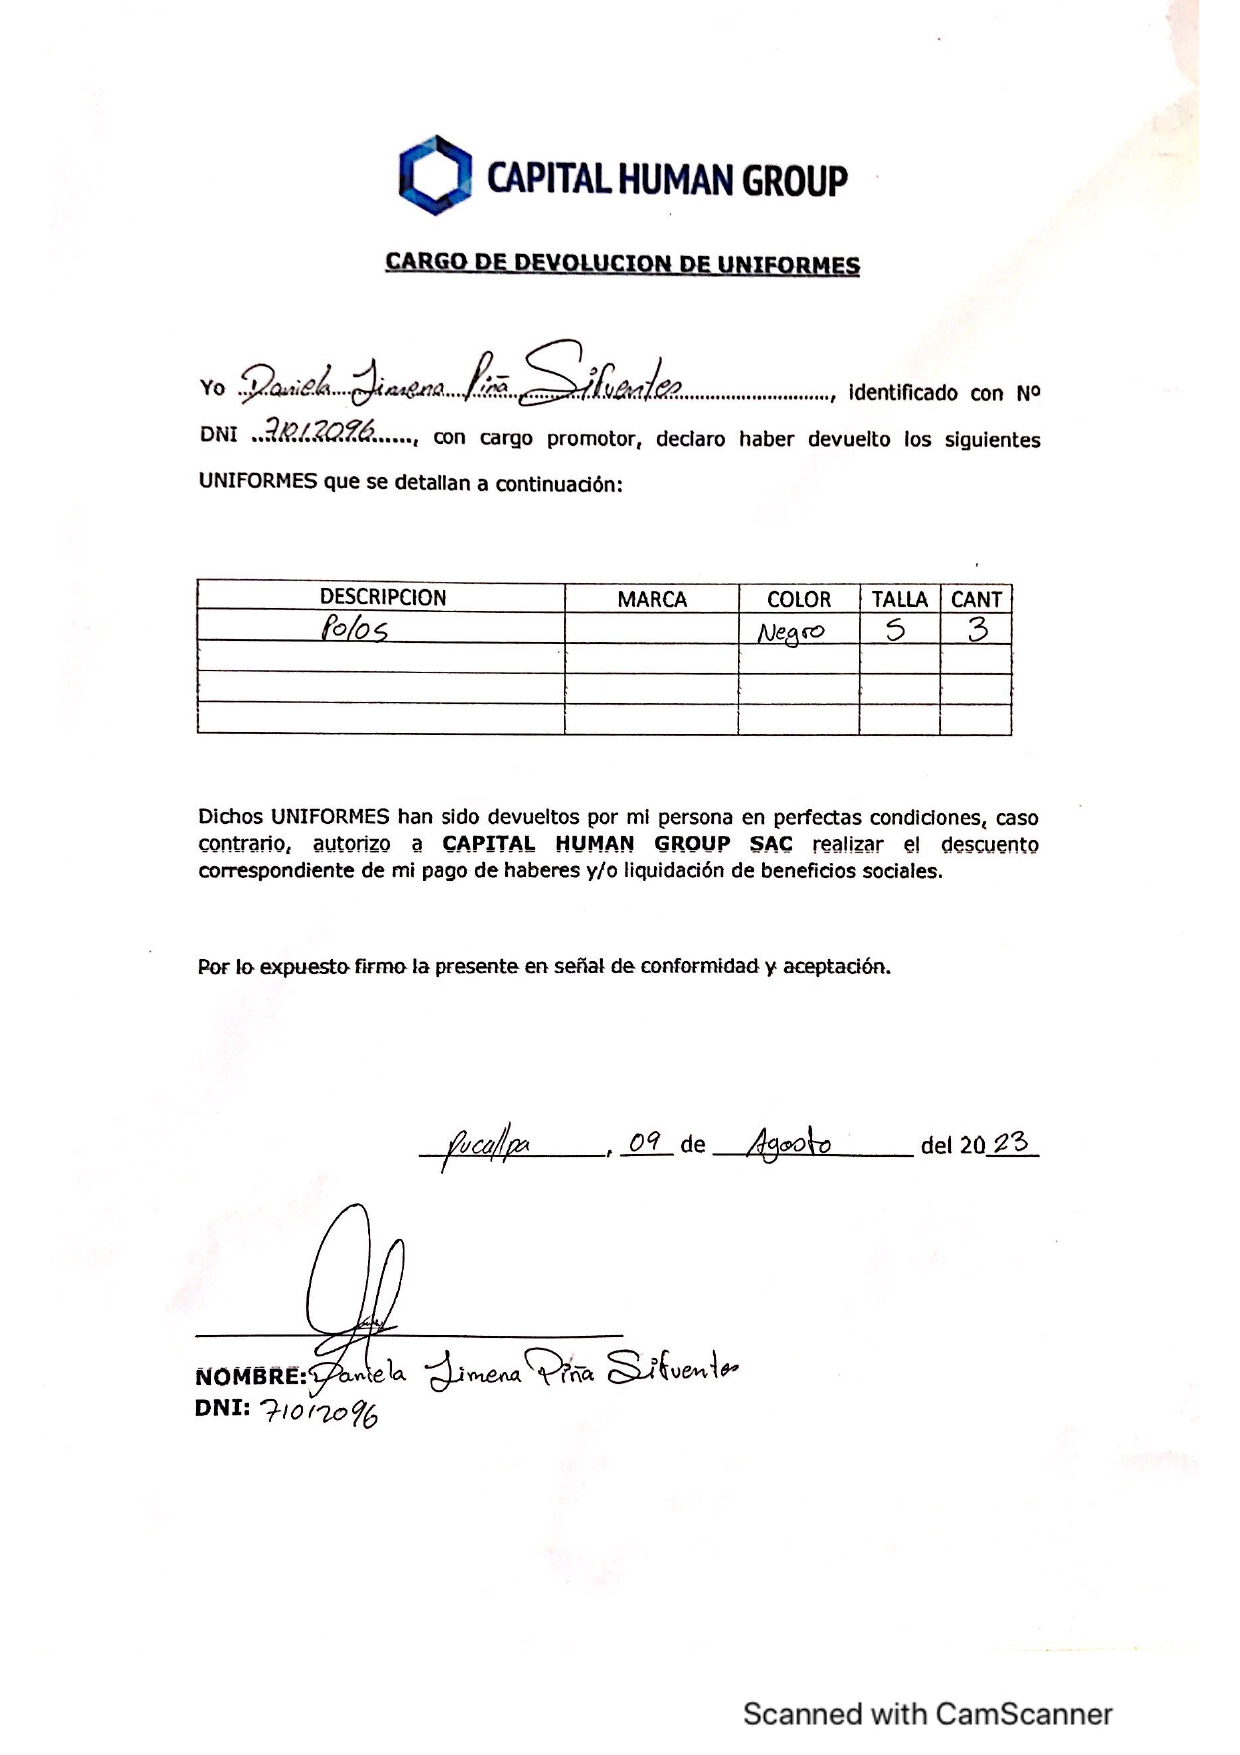 CAPITAL HUMAN GROUP
CARGO DE DEVOLUCION DE UNIFORMES
Yo Daniela Jimena Piña Sifuentes, identificado con Nº
DNI 71012096, con cargo promotor, declaro haber devuelto los siguientes
UNIFORMES que se detallan a continuación:
DESCRIPCION MARCA COLOR TALLA CANT
Polos Negro S 3
Dichos UNIFORMES han sido devueltos por mi persona en perfectas condiciones, caso
contrario, autorizo a CAPITAL HUMAN GROUP SAC realizar el descuento
correspondiente de mi pago de haberes y/o liquidación de beneficios sociales.
Por lo expuesto firmo la presente en señal de conformidad y aceptación.
Pucallpa, 09 de Agosto del 2023
NOMBRE: Daniela Jimena Piña Sifuentes
DNI: 71012096
Scanned with CamScanner